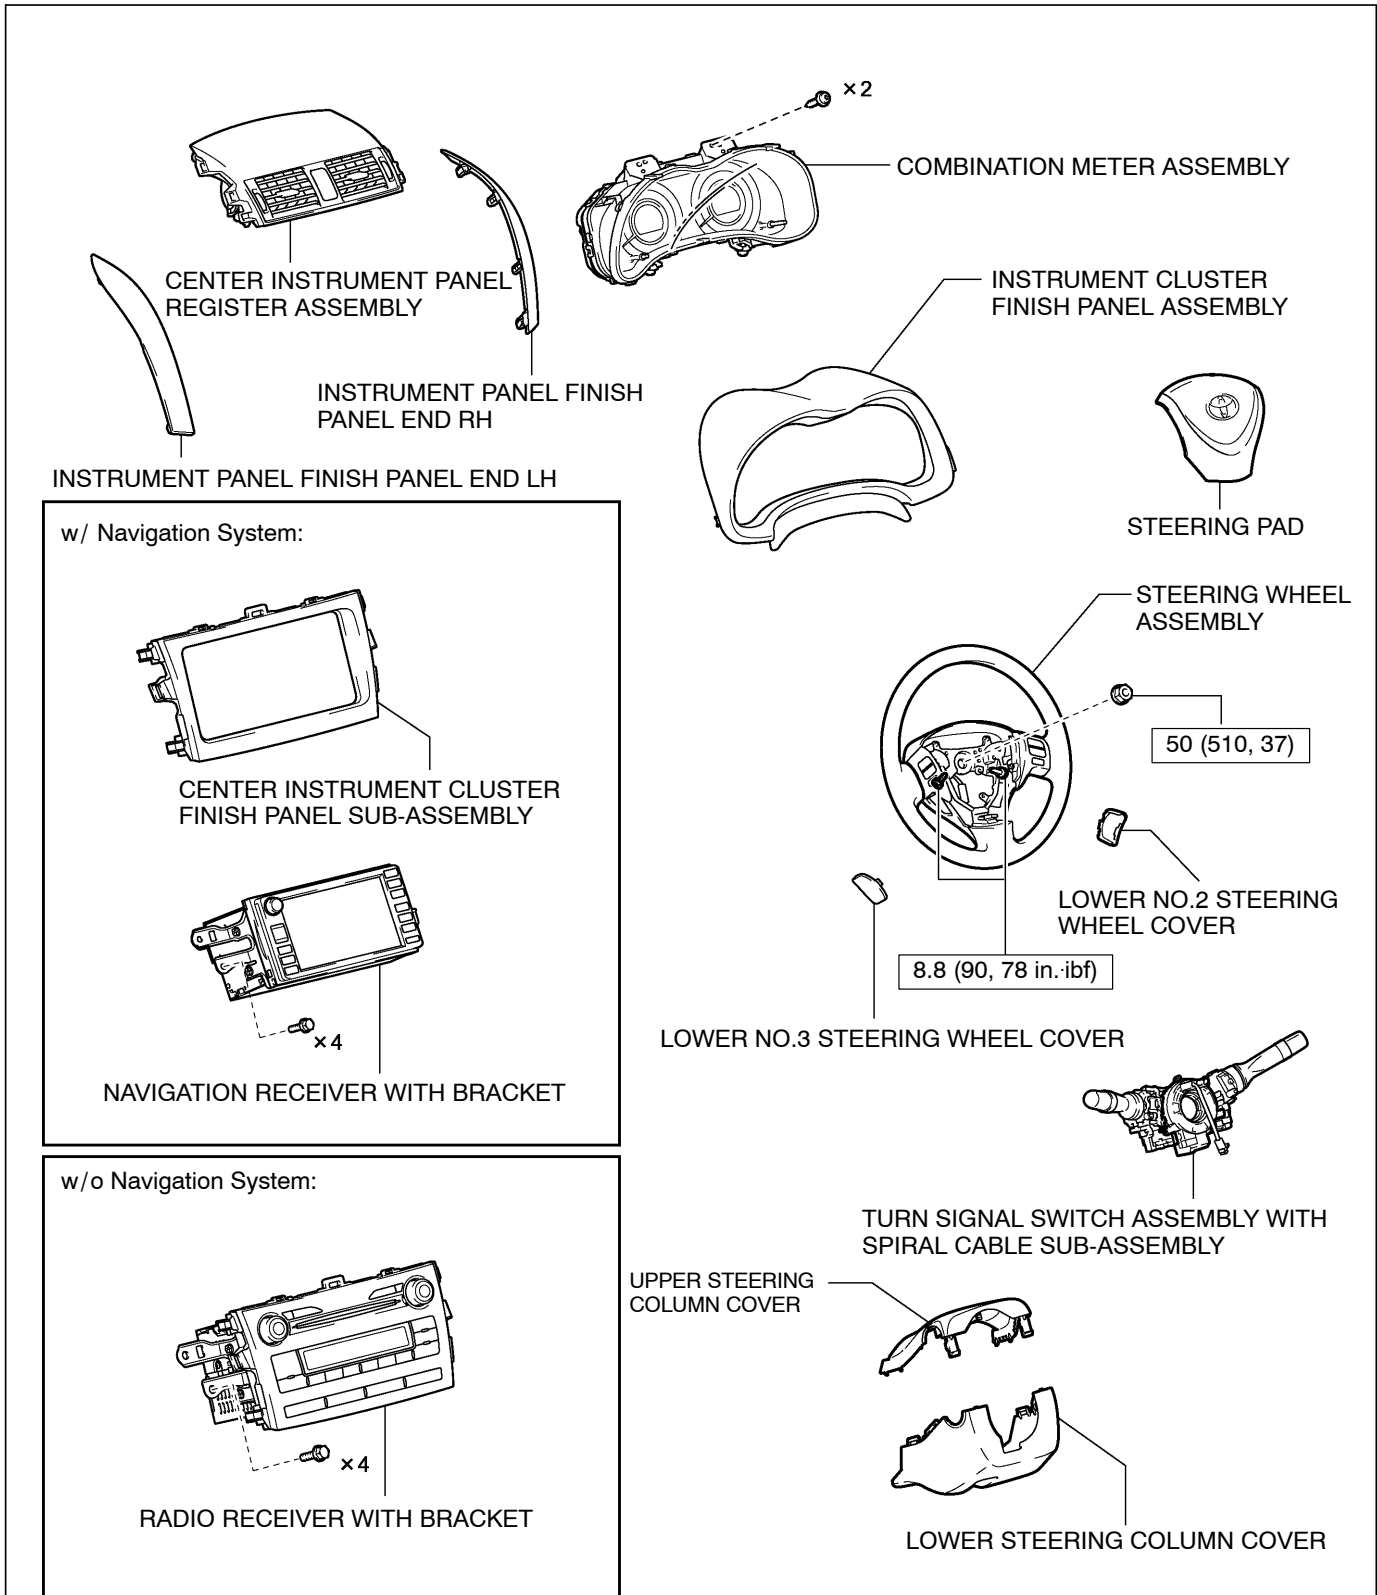 ×2
COMBINATION METER ASSEMBLY
CENTER INSTRUMENT PANEL
REGISTER ASSEMBLY
INSTRUMENT CLUSTER
FINISH PANEL ASSEMBLY
INSTRUMENT PANEL FINISH
PANEL END RH
INSTRUMENT PANEL FINISH PANEL END LH
STEERING PAD
w/ Navigation System:
CENTER INSTRUMENT CLUSTER
FINISH PANEL SUB-ASSEMBLY
×4
NAVIGATION RECEIVER WITH BRACKET
STEERING WHEEL
ASSEMBLY
50 (510, 37)
LOWER NO.2 STEERING
WHEEL COVER
8.8 (90, 78 in.·ibf)
LOWER NO.3 STEERING WHEEL COVER
TURN SIGNAL SWITCH ASSEMBLY WITH
SPIRAL CABLE SUB-ASSEMBLY
w/o Navigation System:
×4
RADIO RECEIVER WITH BRACKET
UPPER STEERING
COLUMN COVER
LOWER STEERING COLUMN COVER